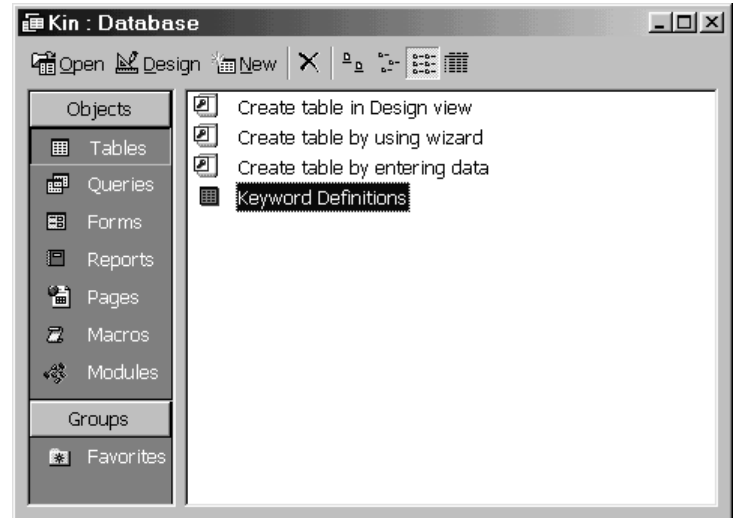 Kin : Database
Open Design New
Objects
Tables
Queries
Forms
Reports
Pages
Macros
Modules
Groups
Favorites
Create table in Design view
Create table by using wizard
Create table by entering data
Keyword Definitions